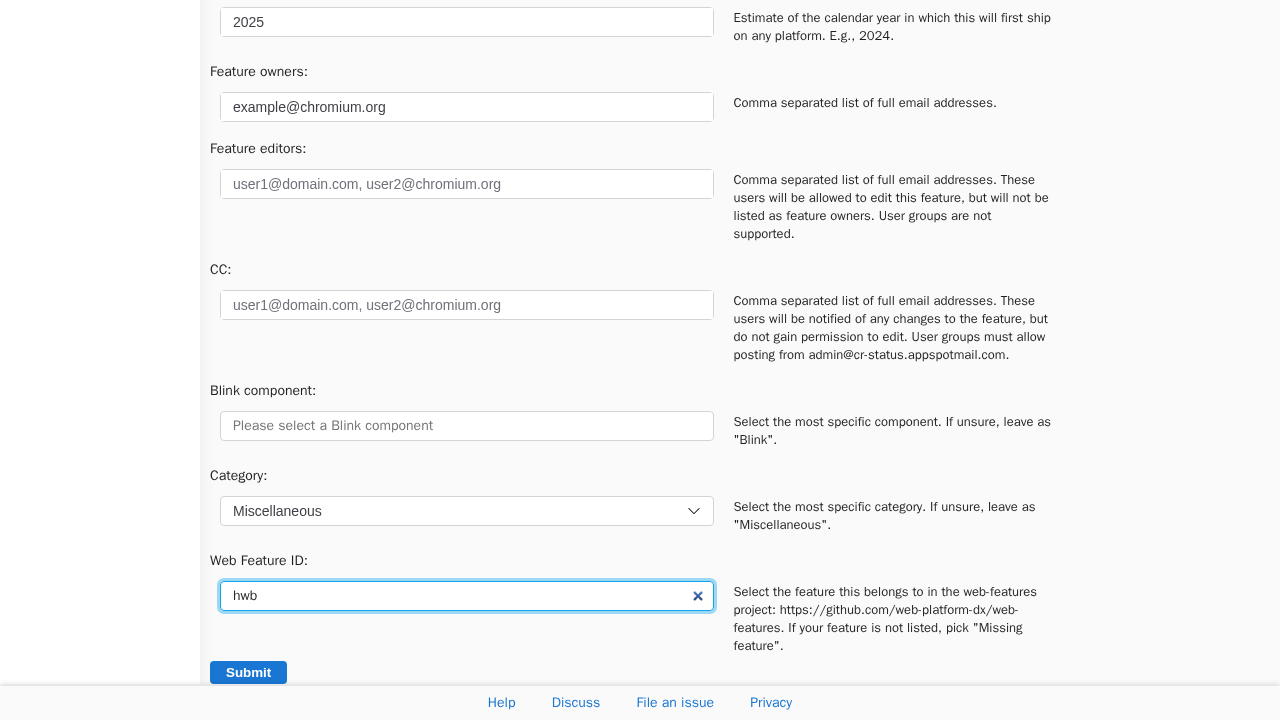 2025
Estimate of the calendar year in which this will first ship
on any platform. E.g., 2024.
Feature owners:
example@chromium.org
Comma separated list of full email addresses.
Feature editors:
user1@domain.com, user2@chromium.org
Comma separated list of full email addresses. These
users will be allowed to edit this feature, but will not be
listed as feature owners. User groups are not
supported.
CC:
user1@domain.com, user2@chromium.org
Comma separated list of full email addresses. These
users will be notified of any changes to the feature, but
do not gain permission to edit. User groups must allow
posting from admin@cr-status.appspotmail.com.
Blink component:
Please select a Blink component
Select the most specific component. If unsure, leave as
"Blink".
Category:
Miscellaneous
Select the most specific category. If unsure, leave as
"Miscellaneous".
Web Feature ID:
hwb
Select the feature this belongs to in the web-features
project: https://github.com/web-platform-dx/web-
features. If your feature is not listed, pick "Missing
feature".
Submit
Help Discuss File an issue Privacy